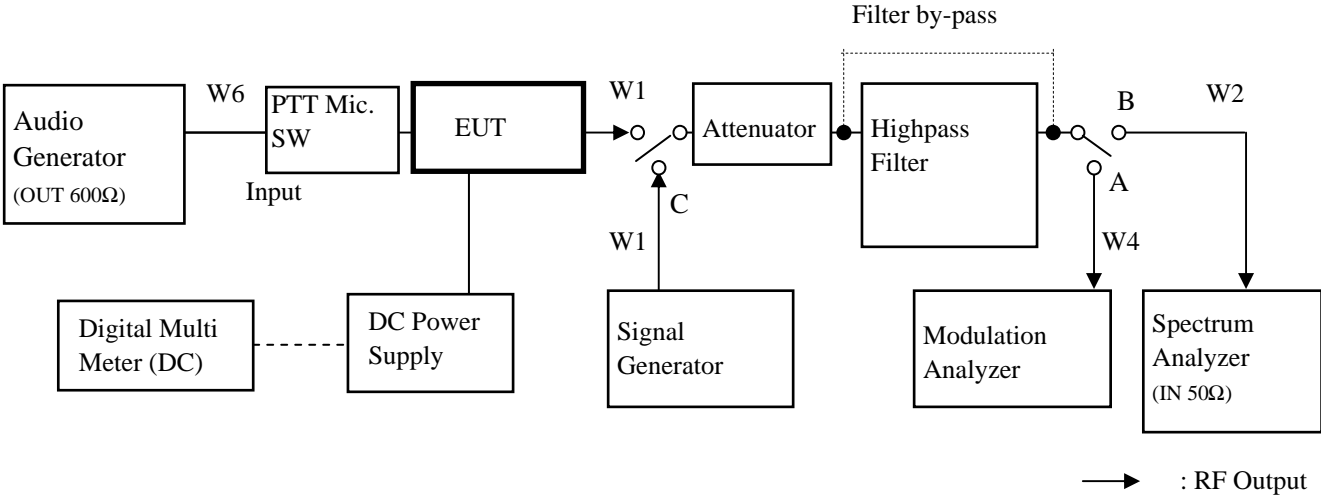 Filter by-pass
W6
PTT Mic.
SW
EUT
W1
B
W2
Audio
Generator
(OUT 600Ω)
Attenuator
Highpass
Filter
Input
C
A
W1
W4
Digital Multi
Meter (DC)
DC Power
Supply
Signal
Generator
Modulation
Analyzer
Spectrum
Analyzer
(IN 50Ω)
: RF Output